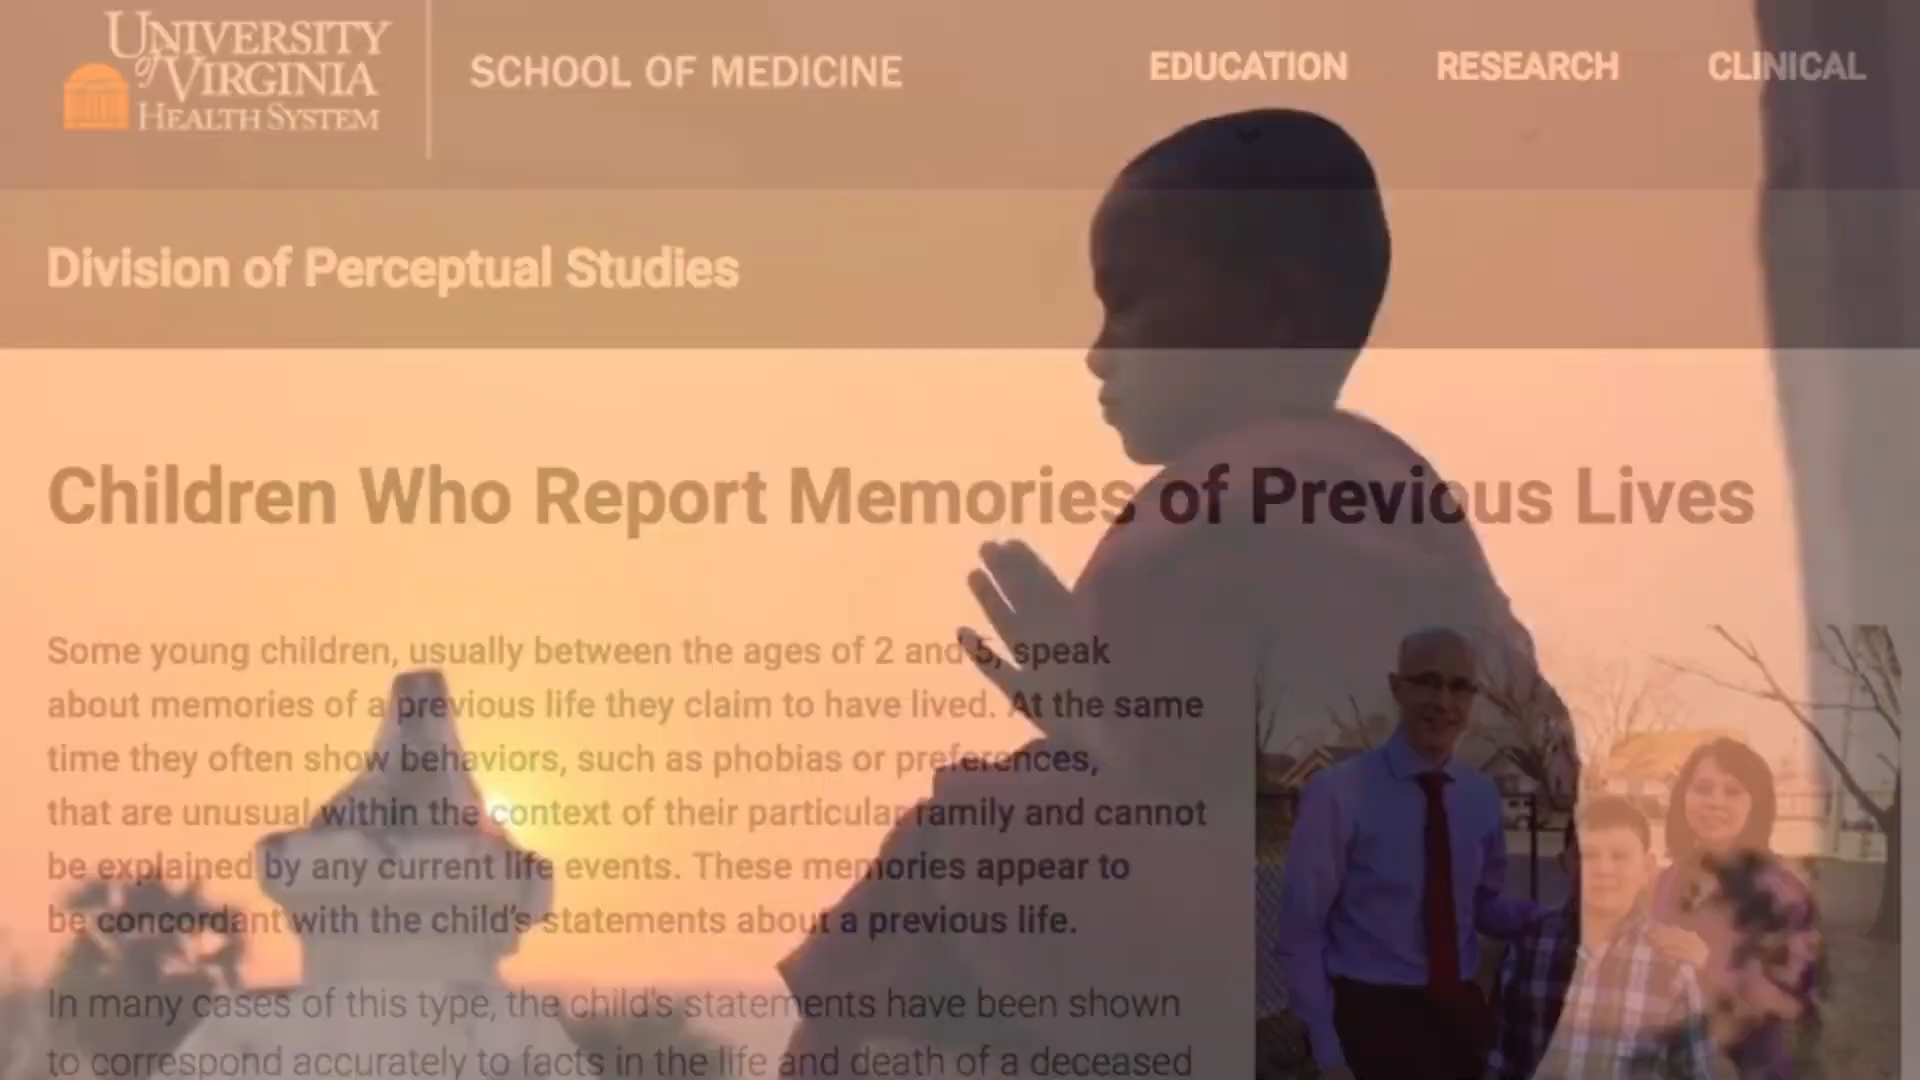 UNIVERSITY
of VIRGINIA
HEALTH SYSTEM
SCHOOL OF MEDICINE
EDUCATION
RESEARCH
CLINICAL
Division of Perceptual Studies
Children Who Report Memories of Previous Lives
Some young children, usually between the ages of 2 and 5, speak
about memories of a previous life they claim to have lived. At the same
time they often show behaviors, such as phobias or preferences,
that are unusual within the context of their particular family and cannot
be explained by any current life events. These memories appear to
be concordant with the child's statements about a previous life.
In many cases of this type, the child's statements have been shown
to correspond accurately to facts in the life and death of a deceased